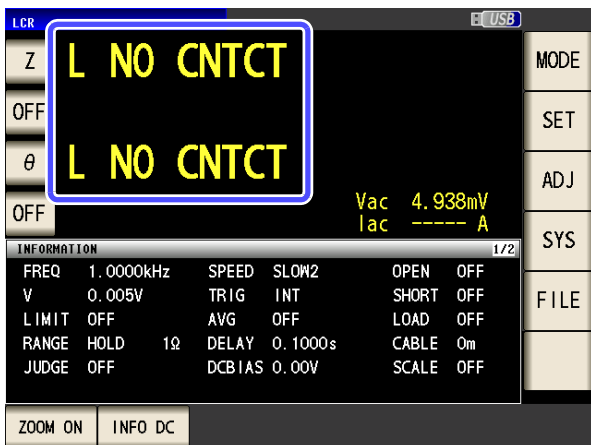 LCR USB
Z L NO CNTCT MODE
OFF SET
θ L NO CNTCT ADJ
OFF Vac 4.938mV
Iac ----- A SYS
INFORMATION 1/2
FREQ 1.0000kHz SPEED SLOW2 OPEN OFF
V 0.005V TRIG INT SHORT OFF FILE
LIMIT OFF AVG OFF LOAD OFF
RANGE HOLD 1Ω DELAY 0.1000s CABLE 0m
JUDGE OFF DCBIAS 0.00V SCALE OFF
ZOOM ON INFO DC